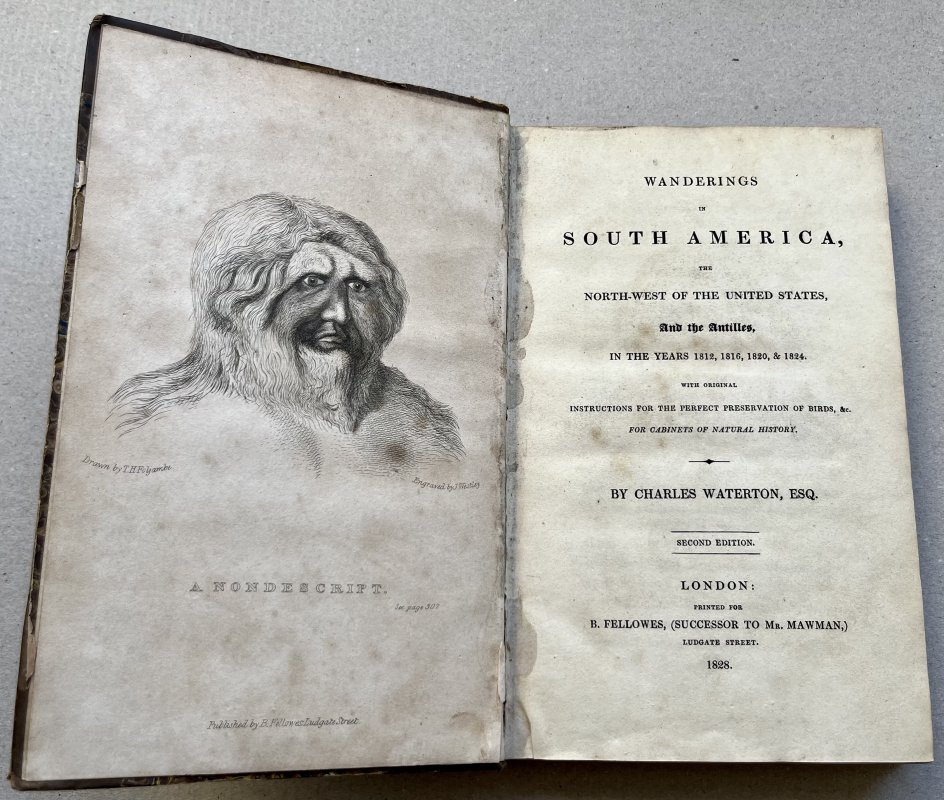 Drawn by T.H.Foljambe
Engraved by J.
A NONDESCRIPT.
See page 307
Published by B. Fellowes Ludgate Street.
WANDERINGS
IN
SOUTH AMERICA,
THE
NORTH-WEST OF THE UNITED STATES,
And the Antilles,
IN THE YEARS 1812, 1816, 1820, & 1824.
WITH ORIGINAL
INSTRUCTIONS FOR THE PERFECT PRESERVATION OF BIRDS, &c.
FOR CABINETS OF NATURAL HISTORY.
BY CHARLES WATERTON, ESQ.
SECOND EDITION.
LONDON:
PRINTED FOR
B. FELLOWES, (SUCCESSOR TO MR. MAWMAN,)
LUDGATE STREET.
1828.